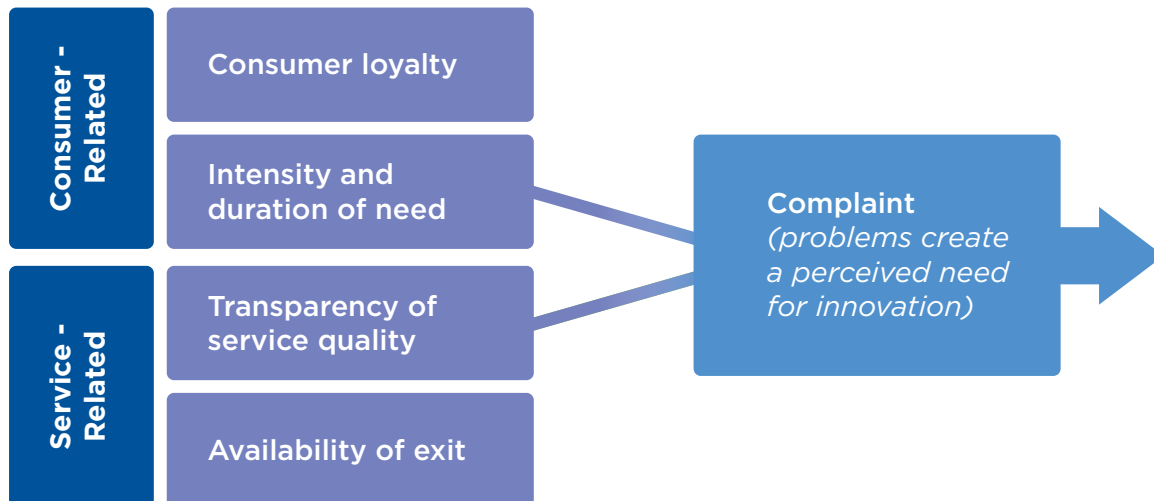 Consumer -
Related
Consumer loyalty
Intensity and
duration of need
Service -
Related
Transparency of
service quality
Availability of exit
Complaint
(problems create
a perceived need
for innovation)